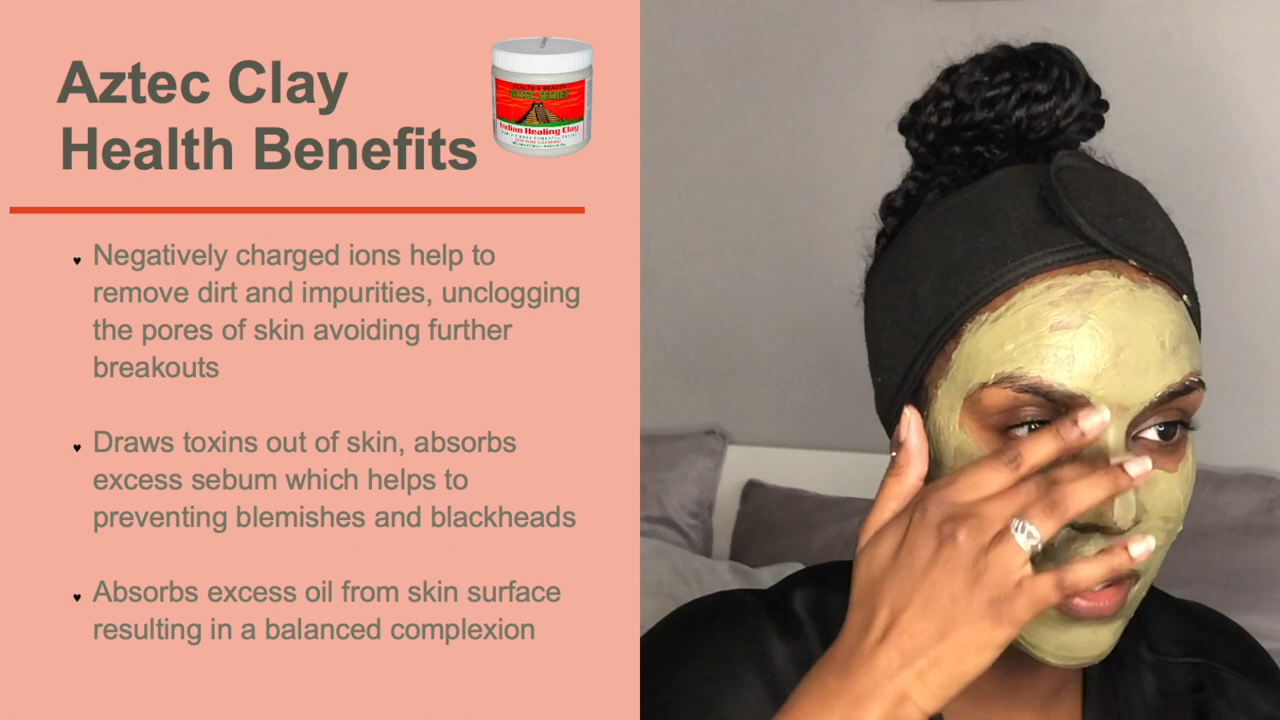 Aztec Clay
Health Benefits
AZTEC SECRET
Indian Healing Clay
Negatively charged ions help to
remove dirt and impurities, unclogging
the pores of skin avoiding further
breakouts
Draws toxins out of skin, absorbs
excess sebum which helps to
preventing blemishes and blackheads
Absorbs excess oil from skin surface
resulting in a balanced complexion